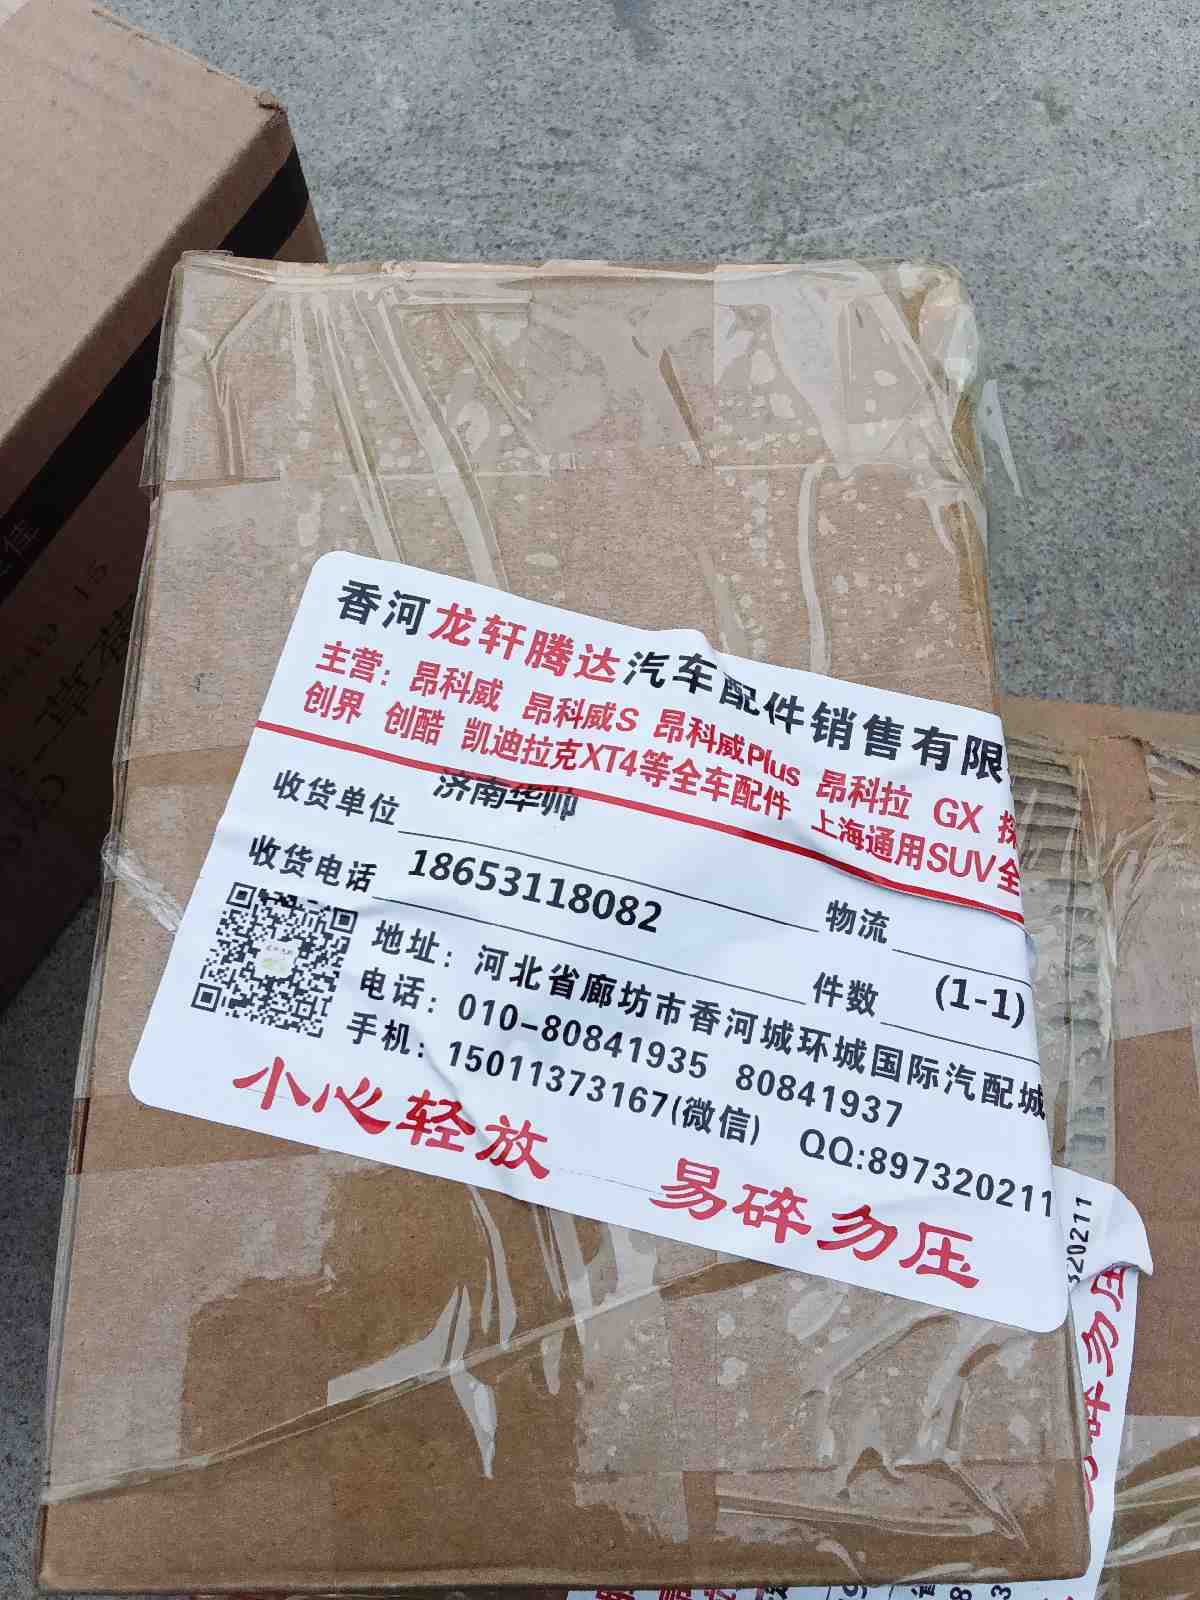 香河龙轩腾达汽车配件销售有限
主营：昂科威 昂科威S 昂科威Plus 昂科拉 GX 探
创界 创酷 凯迪拉克XT4等全车配件 上海通用SUV全
收货单位 济南华帅 物流
收货电话 18653118082 件数 (1-1)
地址：河北省廊坊市香河城环城国际汽配城
电话：010-80841935 80841937
手机：15011373167(微信) QQ:897320211
小心轻放 易碎勿压
320211
勿压